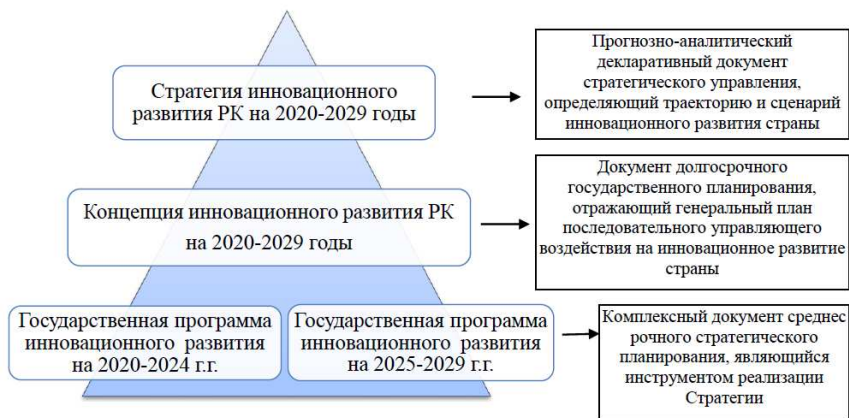 Стратегия инновационного
развития РК на 2020-2029 годы
Прогнозно-аналитический
декларативный документ
стратегического управления,
определяющий траекторию и сценарий
инновационного развития страны
Концепция инновационного развития РК
на 2020-2029 годы
Документ долгосрочного
государственного планирования,
отражающий генеральный план
последовательного управляющего
воздействия на инновационное развитие
страны
Государственная программа
инновационного развития
на 2020-2024 г.г.
Государственная программа
инновационного развития
на 2025-2029 г.г.
Комплексный документ среднес
рочного стратегического
планирования, являющийся
инструментом реализации
Стратегии